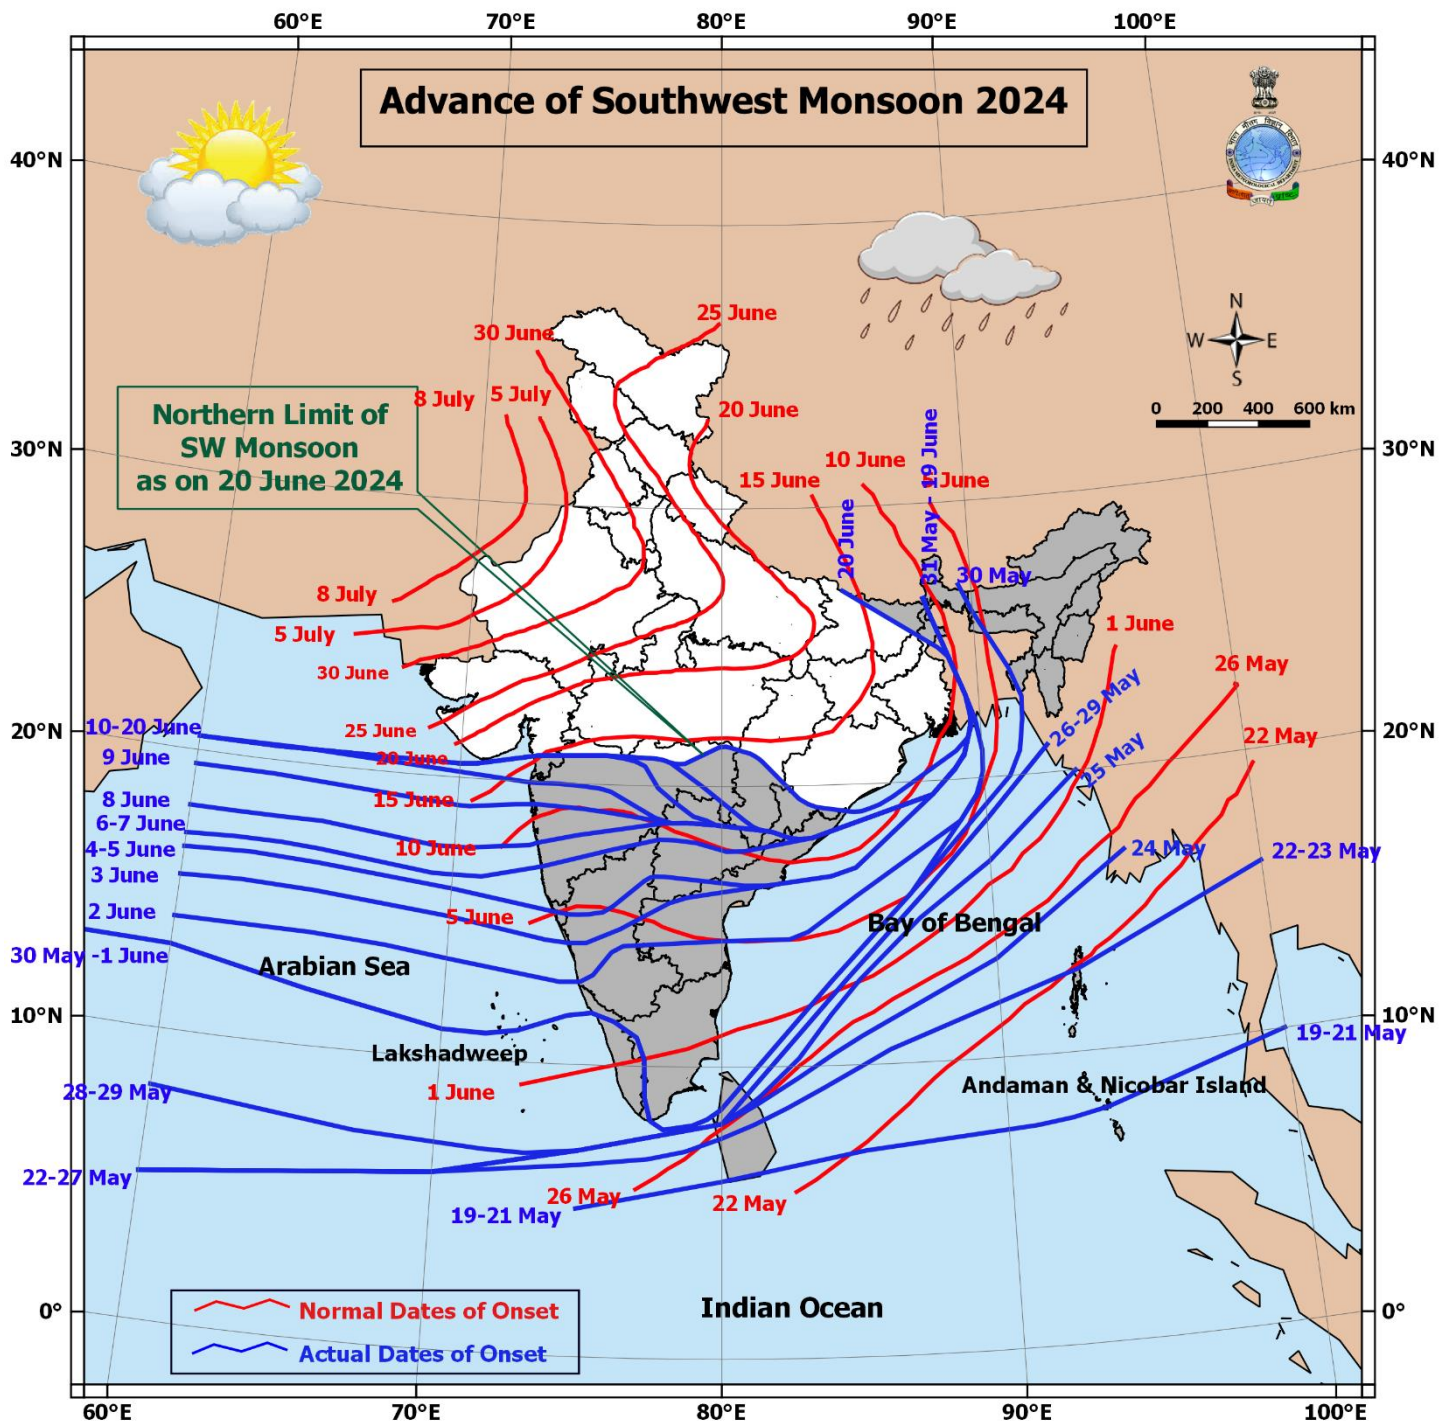 60°E
70°E
80°E
90°E
100°E
Advance of Southwest Monsoon 2024
40°N
40°N
N
W
E
S
25 June
30 June
8 July
5 July
20 June
Northern Limit of
SW Monsoon
as on 20 June 2024
0 200 400 600 km
30°N
30°N
10 June
15 June
June
31 May - 19 June
20 June
30 May
8 July
5 July
30 June
1 June
26 May
26-29 May
25 May
22 May
20°N
20°N
10-20 June
25 June
20 June
9 June
15 June
8 June
6-7 June
10 June
4-5 June
3 June
24 May
22-23 May
2 June
5 June
Bay of Bengal
30 May -1 June
Arabian Sea
10°N
10°N
19-21 May
Lakshadweep
28-29 May
1 June
Andaman & Nicobar Island
22-27 May
26 May
22 May
19-21 May
Indian Ocean
0°
0°
Normal Dates of Onset
Actual Dates of Onset
60°E
70°E
80°E
90°E
100°E